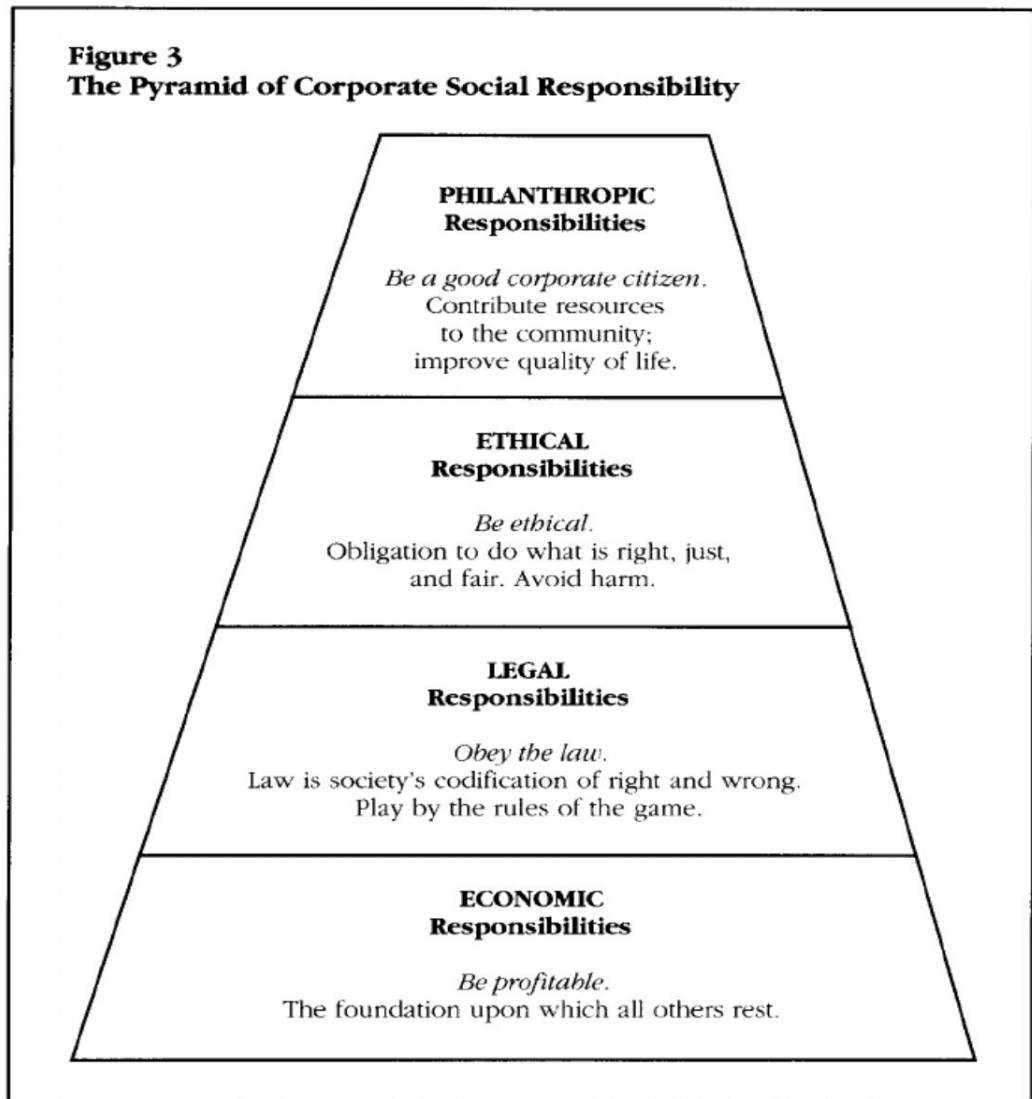 Figure 3
The Pyramid of Corporate Social Responsibility
PHILANTHROPIC
Responsibilities
Be a good corporate citizen.
Contribute resources
to the community;
improve quality of life.
ETHICAL
Responsibilities
Be ethical.
Obligation to do what is right, just,
and fair. Avoid harm.
LEGAL
Responsibilities
Obey the law.
Law is society's codification of right and wrong.
Play by the rules of the game.
ECONOMIC
Responsibilities
Be profitable.
The foundation upon which all others rest.